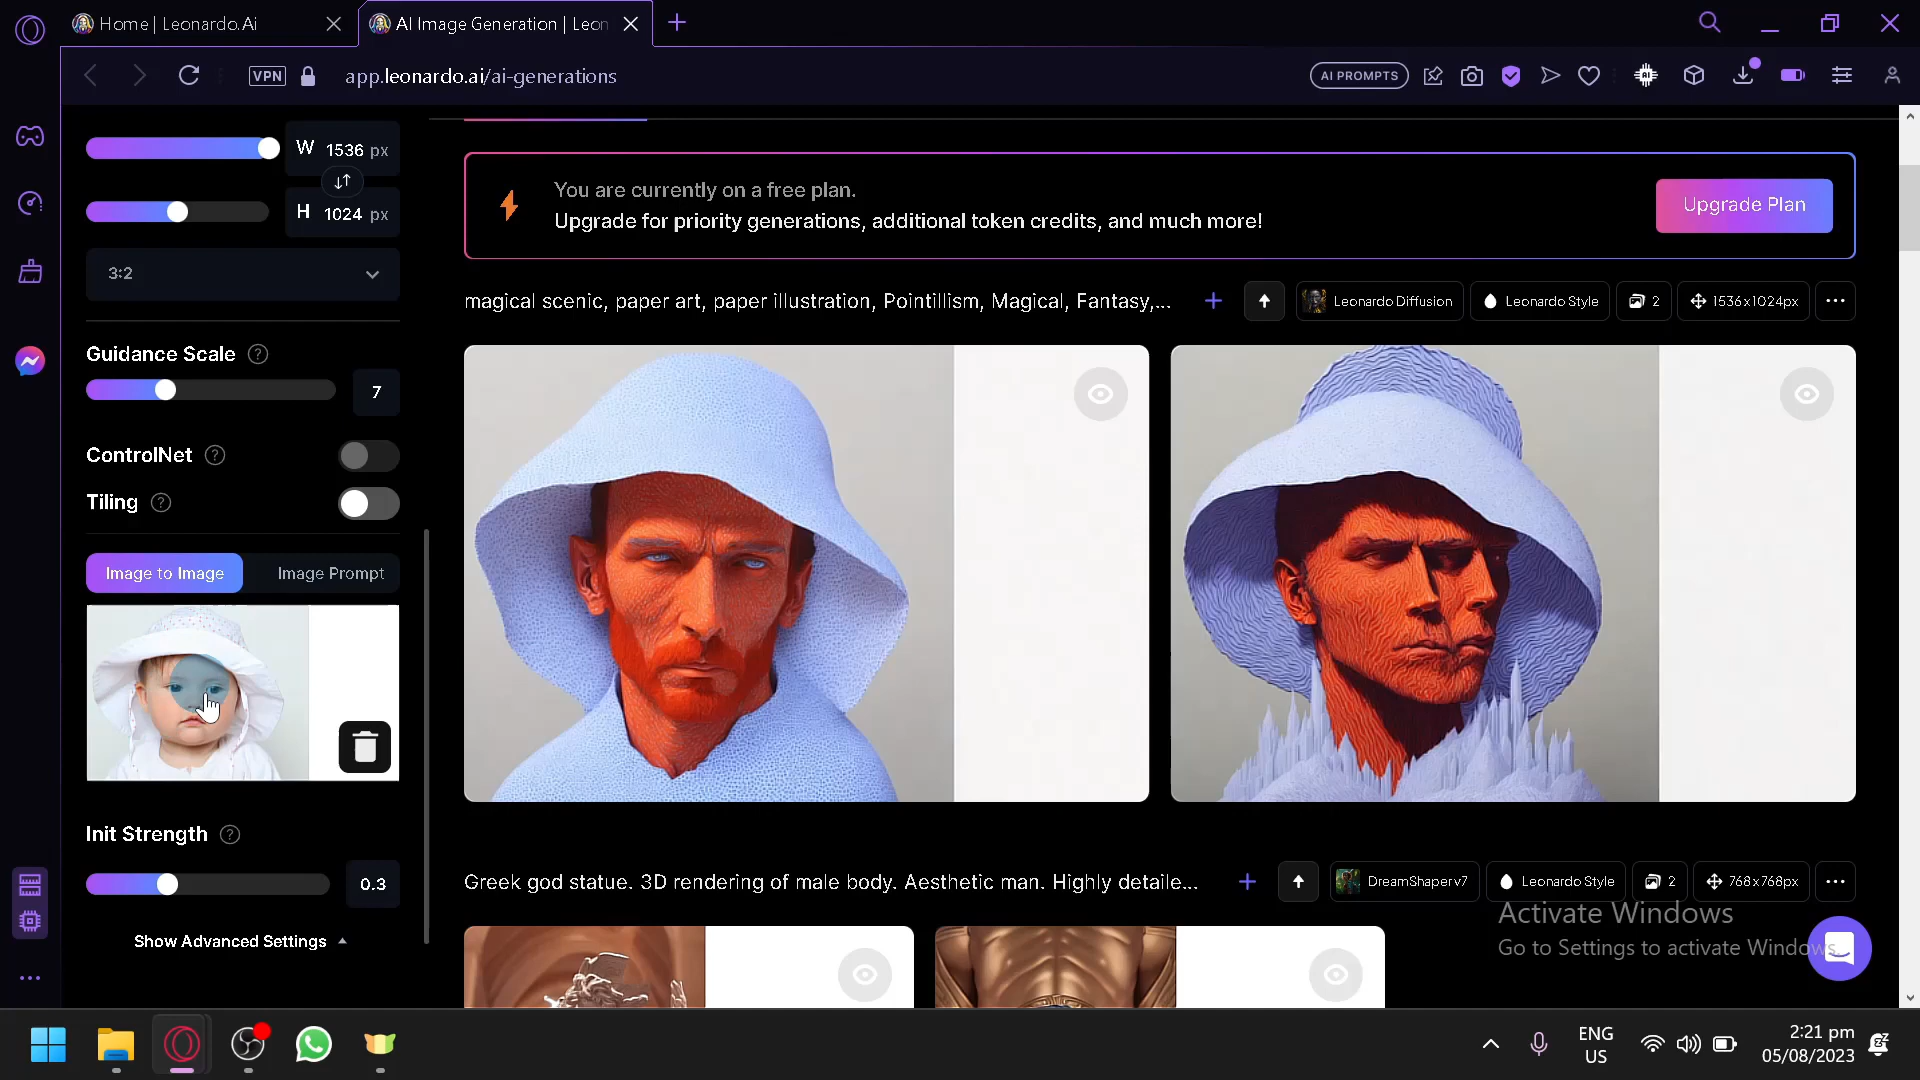 Home | Leonardo.Ai
AI Image Generation | Leon
VPN
app.leonardo.ai/ai-generations
AI PROMPTS
AI
W 1536 px
H 1024 px
3:2
Guidance Scale ?
7
ControlNet ?
Tiling ?
Image to Image
Image Prompt
Init Strength ?
0.3
Show Advanced Settings
You are currently on a free plan.
Upgrade for priority generations, additional token credits, and much more!
Upgrade Plan
magical scenic, paper art, paper illustration, Pointillism, Magical, Fantasy,...
Leonardo Diffusion
Leonardo Style
2
1536x1024px
Greek god statue. 3D rendering of male body. Aesthetic man. Highly detaile...
DreamShaper v7
Leonardo Style
2
768x768px
Activate Windows
Go to Settings to activate Windows.
ENG
US
2:21 pm
05/08/2023